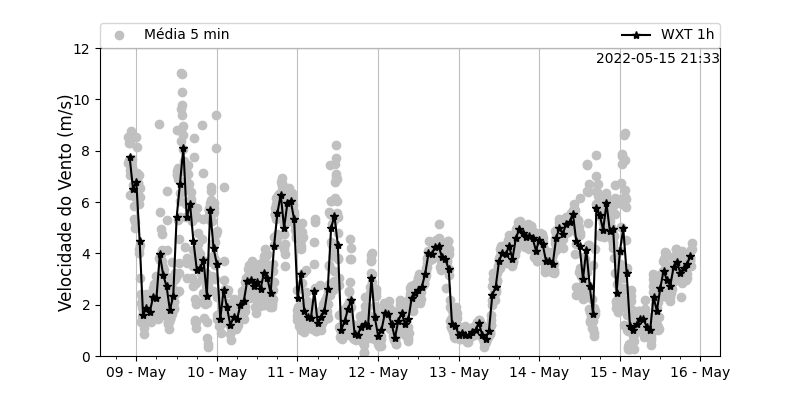 Média 5 min
WXT 1h
2022-05-15 21:33
Velocidade do Vento (m/s)
12
10
8
6
4
2
0
09 - May
10 - May
11 - May
12 - May
13 - May
14 - May
15 - May
16 - May